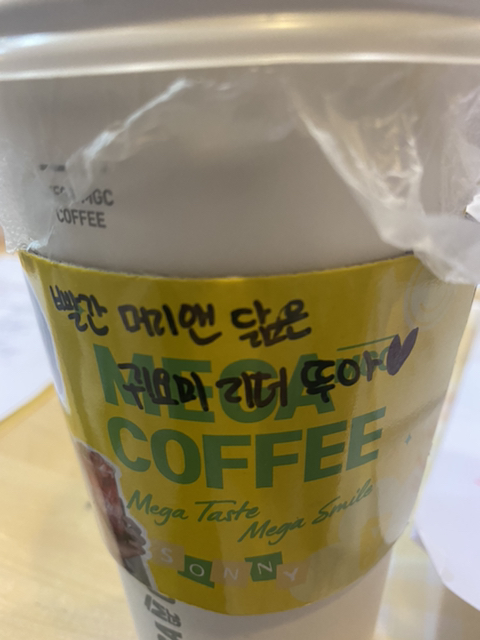 MGC
COFFEE
빨간 머리앤 닮은
귀요미 리더 뚜아
MEGA
COFFEE
Mega Taste
Mega Smile
SONNY